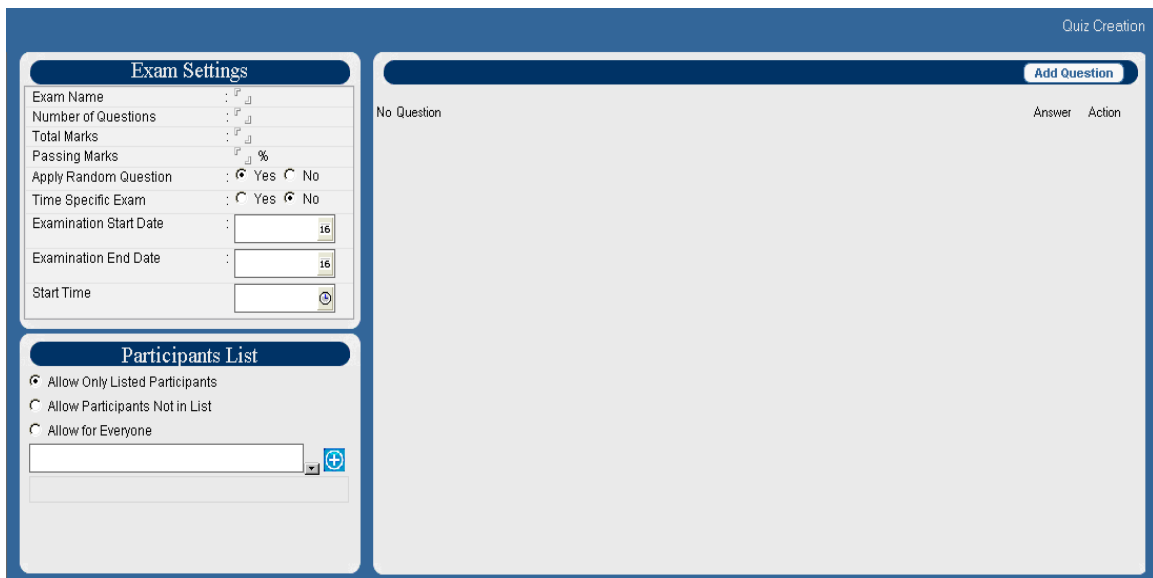 Quiz Creation
Exam Settings
Exam Name :
Number of Questions :
Total Marks :
Passing Marks %
Apply Random Question : Yes No
Time Specific Exam : Yes No
Examination Start Date : 16
Examination End Date : 16
Start Time
Participants List
Allow Only Listed Participants
Allow Participants Not in List
Allow for Everyone
Add Question
No Question Answer Action